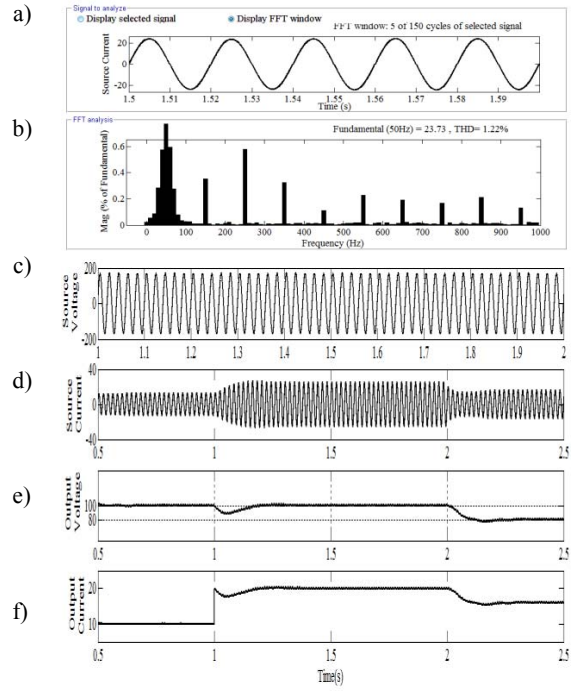 a)
Signal to analyze
Display selected signal Display FFT window
FFT window: 5 of 150 cycles of selected signal
Source Current
20
0
-20
1.5 1.51 1.52 1.53 1.54 1.55 1.56 1.57 1.58 1.59
Time (s)
b)
FFT analysis
Fundamental (50Hz) = 23.73 , THD= 1.22%
Mag (% of Fundamental)
0.6
0.4
0.2
0
0 100 200 300 400 500 600 700 800 900 1000
Frequency (Hz)
c)
Source
Voltage
200
0
-200
1 1.1 1.2 1.3 1.4 1.5 1.6 1.7 1.8 1.9 2
d)
Source
Current
40
0
-40
0.5 1 1.5 2 2.5
e)
Output
Voltage
100
80
0.5 1 1.5 2 2.5
f)
Output
Current
20
10
0.5 1 1.5 2 2.5
Time(s)